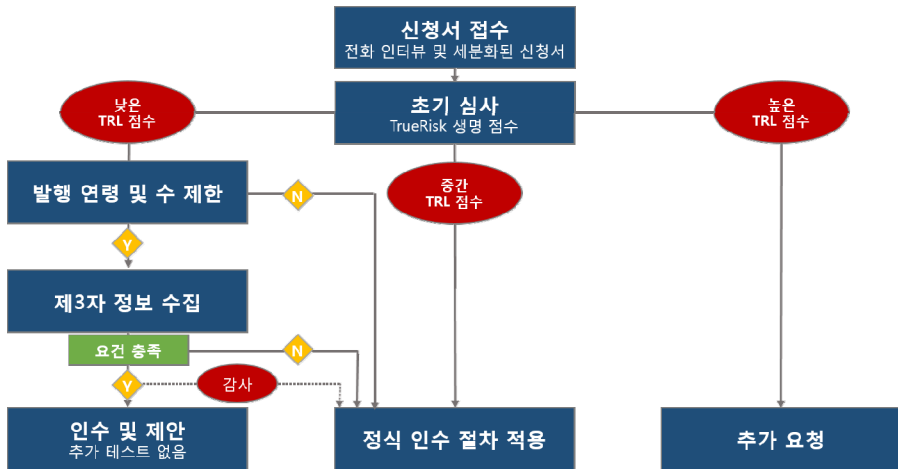 신청서 접수
전화 인터뷰 및 세분화된 신청서
낮은
TRL 점수
초기 심사
TrueRisk 생명 점수
높은
TRL 점수
발행 연령 및 수 제한
N
중간
TRL 점수
Y
제3자 정보 수집
요건 충족
N
Y
감사
인수 및 제안
추가 테스트 없음
정식 인수 절차 적용
추가 요청